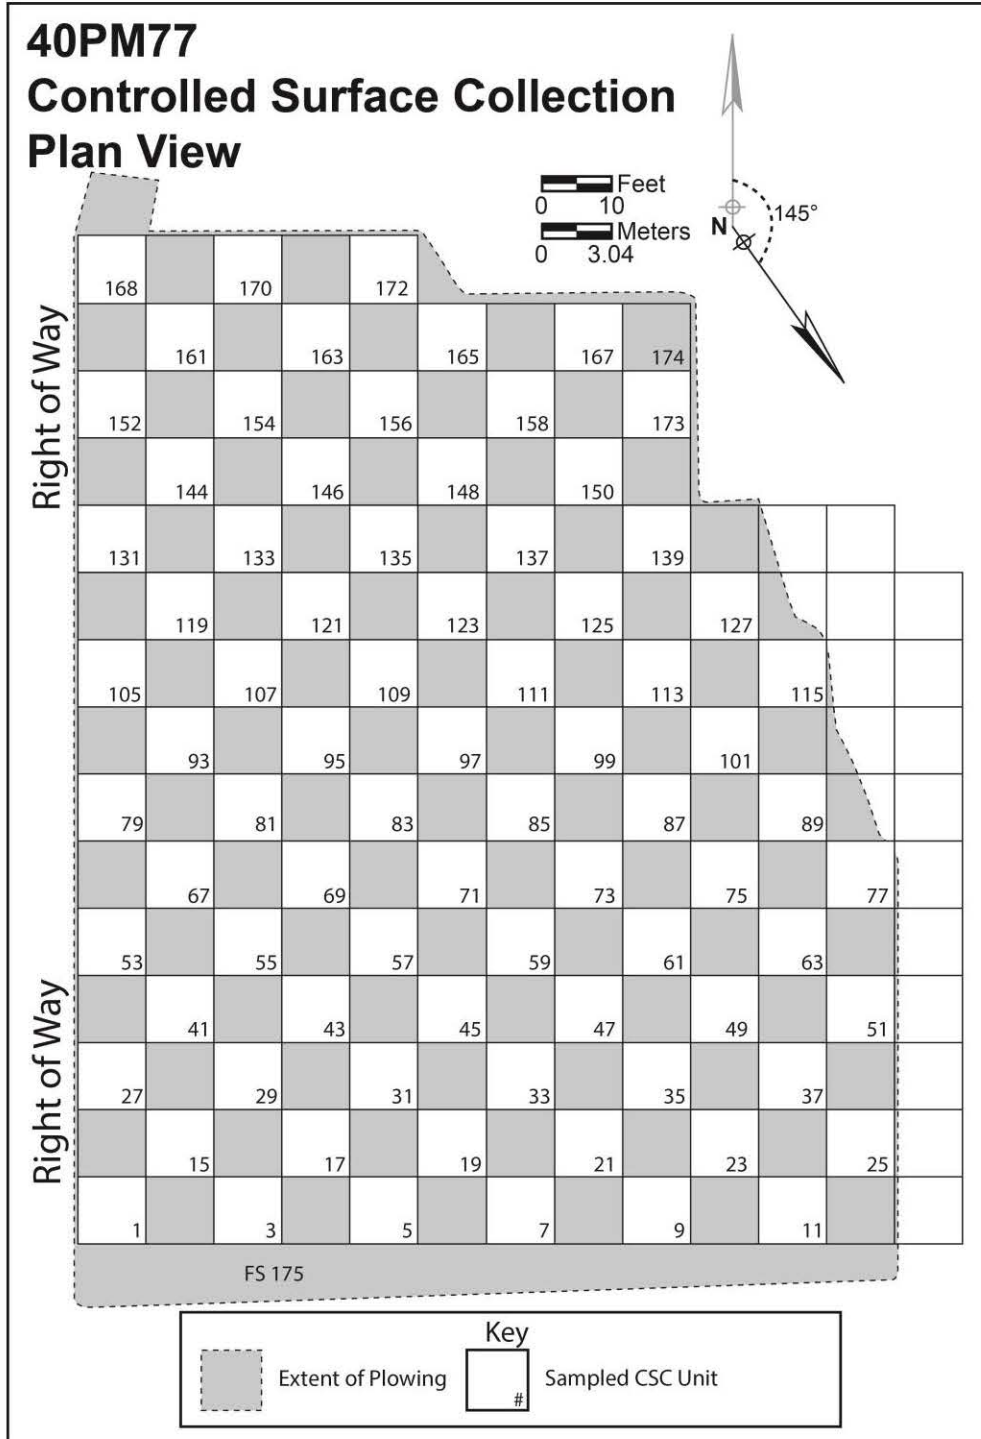 40PM77
Controlled Surface Collection
Plan View
Feet
0 10
Meters
0 3.04
N
145°
Right of Way
Right of Way
168 170 172
161 163 165 167 174
152 154 156 158 173
144 146 148 150
131 133 135 137 139
119 121 123 125 127
105 107 109 111 113 115
93 95 97 99 101
79 81 83 85 87 89
67 69 71 73 75 77
53 55 57 59 61 63
41 43 45 47 49 51
27 29 31 33 35 37
15 17 19 21 23 25
1 3 5 7 9 11
FS 175
Key
Extent of Plowing
#
Sampled CSC Unit